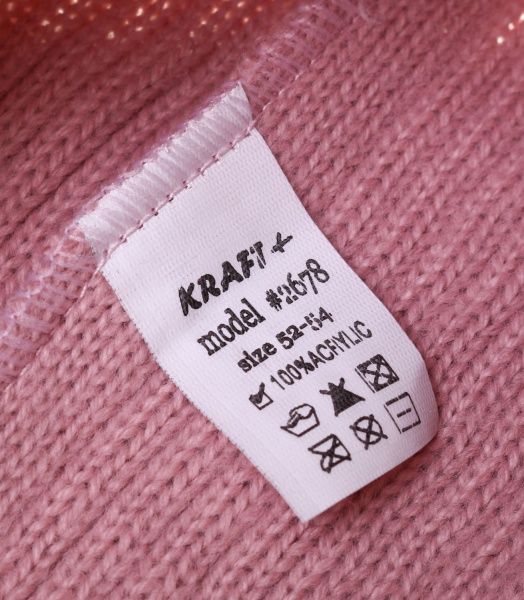 KRAFT +
model #2678
size 52-54
100%ACRYLIC